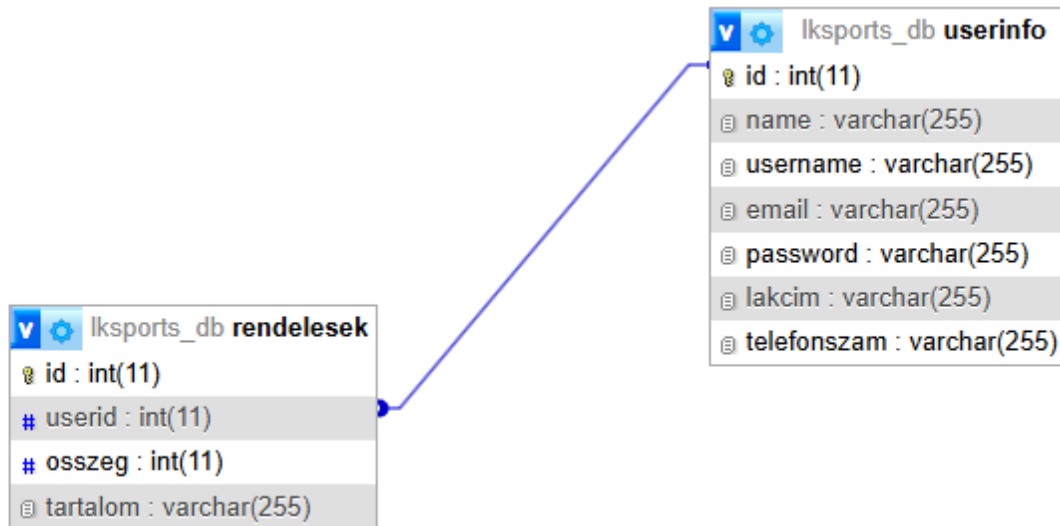 v lksports_db userinfo
id : int(11)
name : varchar(255)
username : varchar(255)
email : varchar(255)
password : varchar(255)
lakcim : varchar(255)
telefonszam : varchar(255)
v lksports_db rendelesek
id : int(11)
# userid : int(11)
# osszeg : int(11)
tartalom : varchar(255)